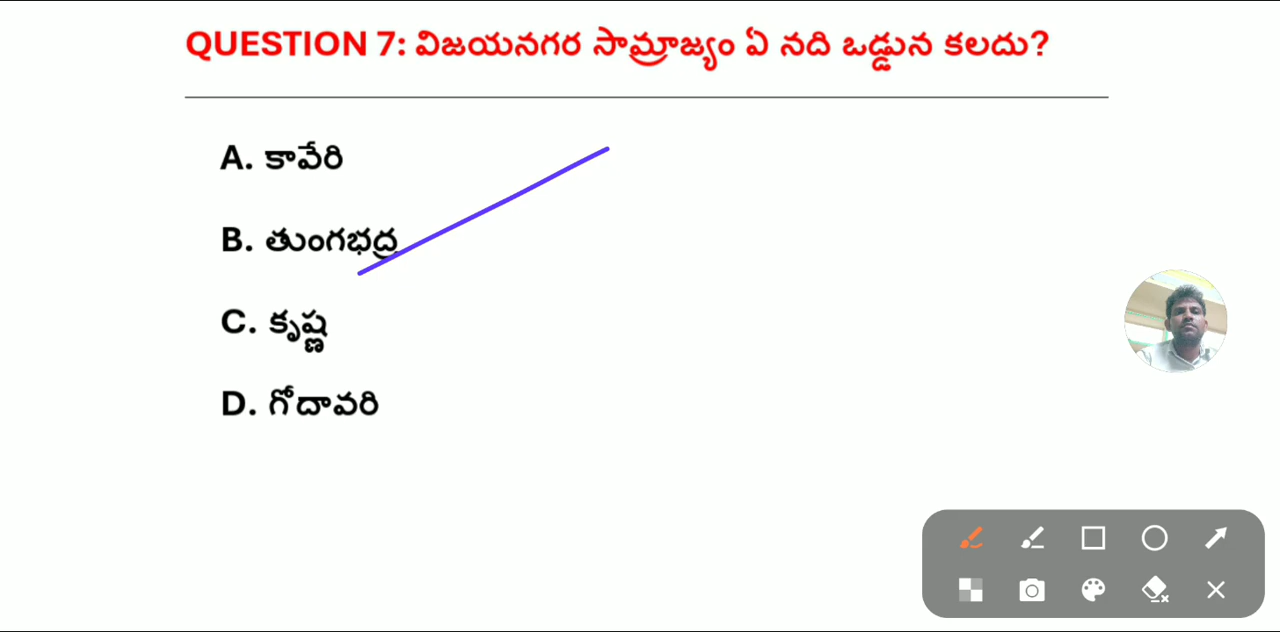 QUESTION 7: విజయనగర సామ్రాజ్యం ఏ నది ఒడ్డున కలదు?
A. కావేరి
B. తుంగభద్ర
C. కృష్ణ
D. గోదావరి